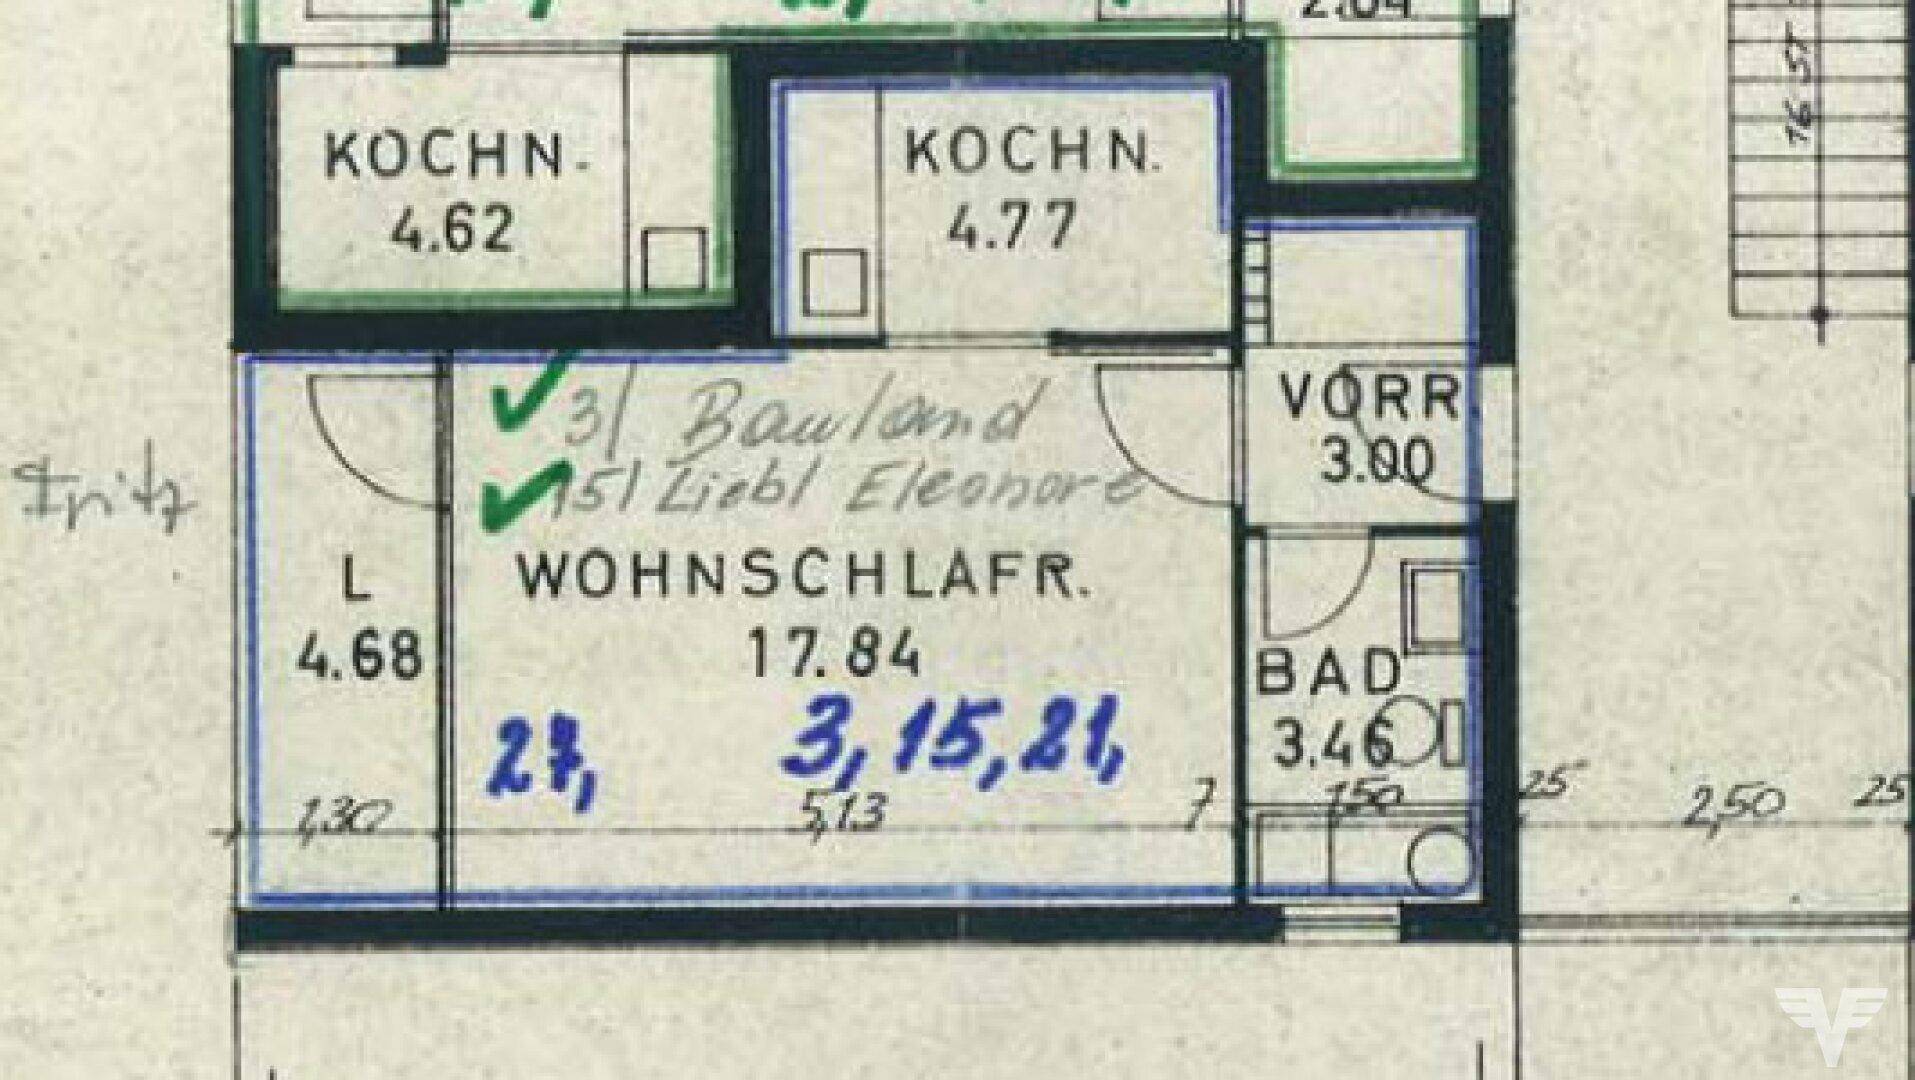 2.04
16 ST
KOCHN.
4.62
KOCHN.
4.77
3/ Bauland
VORR
3.00
Fritz
15/ Liebl Eleonore
L
4.68
WOHNSCHLAFR.
17.84
BAD
3.46
27, 3, 15, 21,
1,30 5,13 7 1,50 25 2,50 25